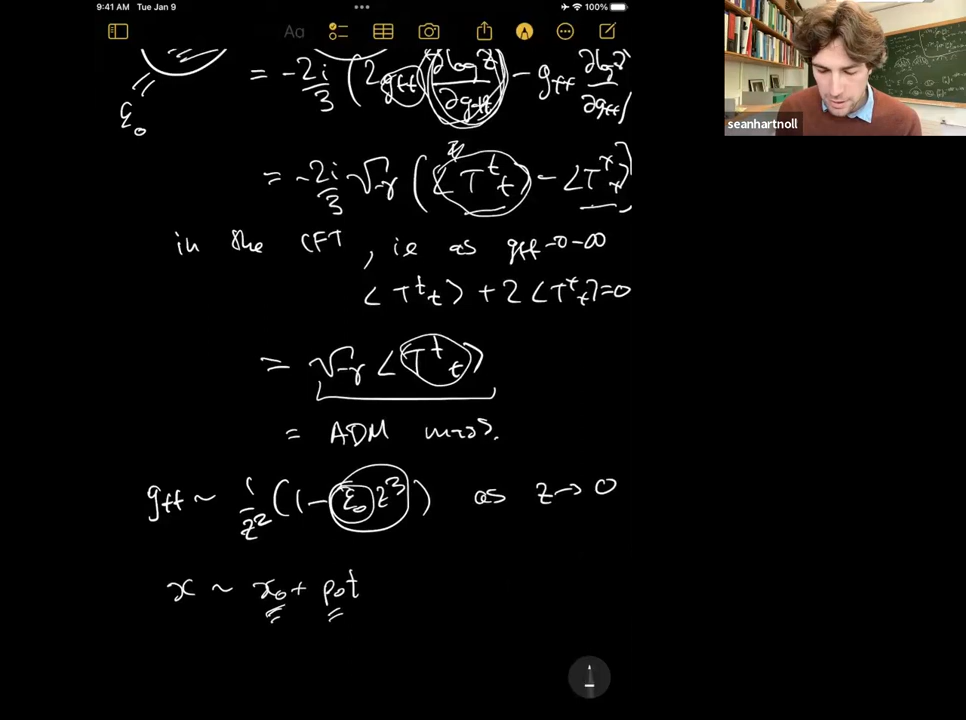 9:41 AM Tue Jan 9
100%
Aa
seanhartnoll
ε₀
= -2i/3 (2 g_tt ∂log Z/∂g_tt - g_tt ∂log Z/∂g_tt)
= -2i/3 √-γ (⟨T^t_t⟩ - ⟨T^x_x⟩)
in the CFT, ie as g_tt → -∞
⟨T^t_t⟩ + 2⟨T^x_x⟩ = 0
= √-γ ⟨T^t_t⟩
= ADM mass.
g_tt ~ 1/z² (1 - ε₀ z³) as z → 0
x ~ x₀ + p₀t